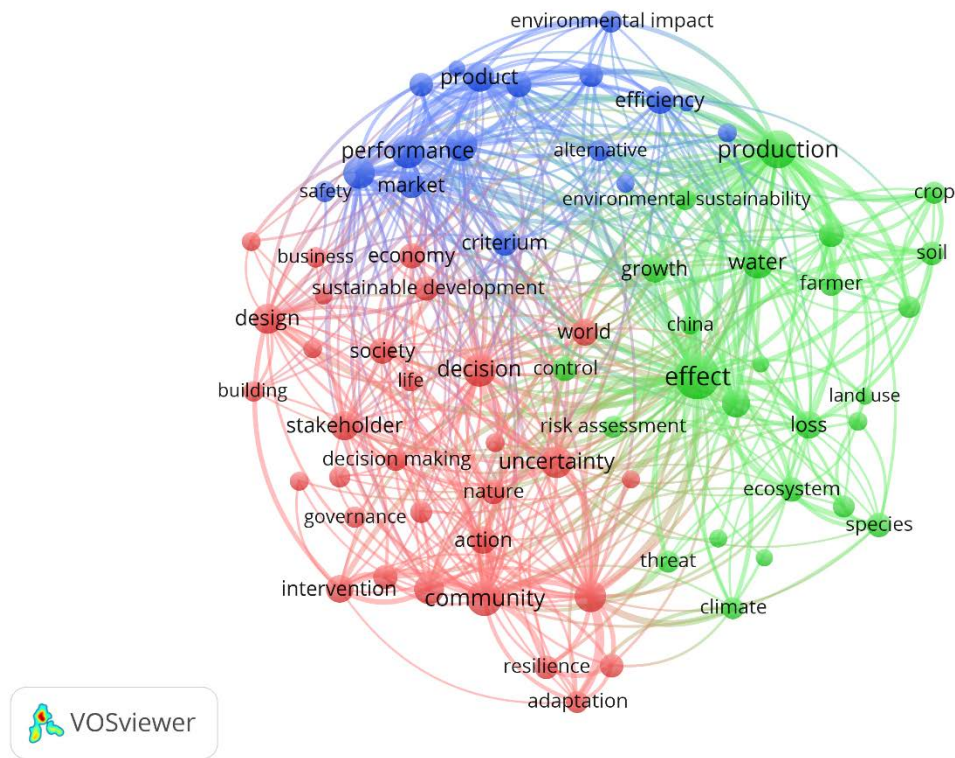 environmental impact
product
efficiency
production
performance
alternative
safety
market
environmental sustainability
crop
criterium
business
economy
growth
water
soil
sustainable development
farmer
design
world
china
society
decision
control
effect
life
building
land use
stakeholder
risk assessment
loss
decision making
uncertainty
nature
ecosystem
governance
species
action
threat
intervention
community
climate
resilience
adaptation
VOSviewer